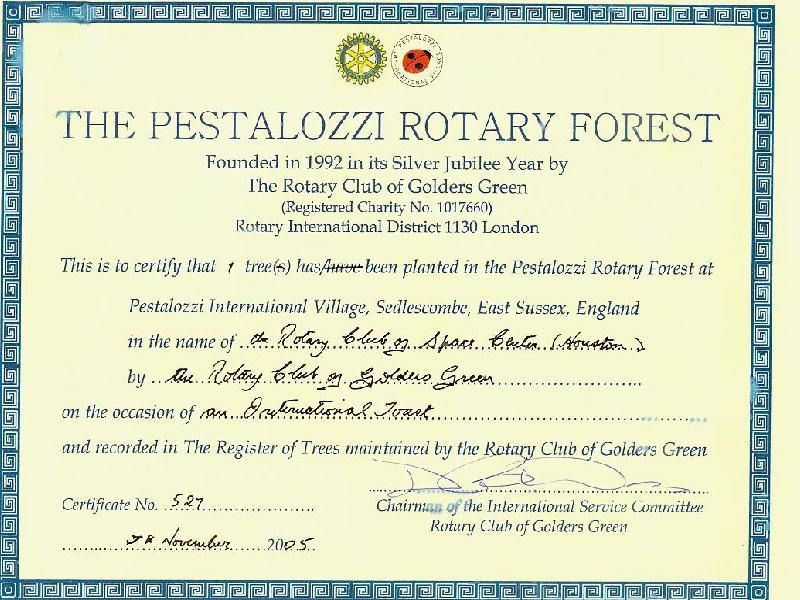 THE PESTALOZZI ROTARY FOREST
Founded in 1992 in its Silver Jubilee Year by
The Rotary Club of Golders Green
(Registered Charity No. 1017660)
Rotary International District 1130 London
This is to certify that 1 tree(s) has/have been planted in the Pestalozzi Rotary Forest at
Pestalozzi International Village, Sedlescombe, East Sussex, England
in the name of the Rotary Club of Space Center (Houston)
by the Rotary Club of Golders Green
on the occasion of an International Toast
and recorded in The Register of Trees maintained by the Rotary Club of Golders Green
Certificate No. 527
Chairman of the International Service Committee
Rotary Club of Golders Green
November 2005